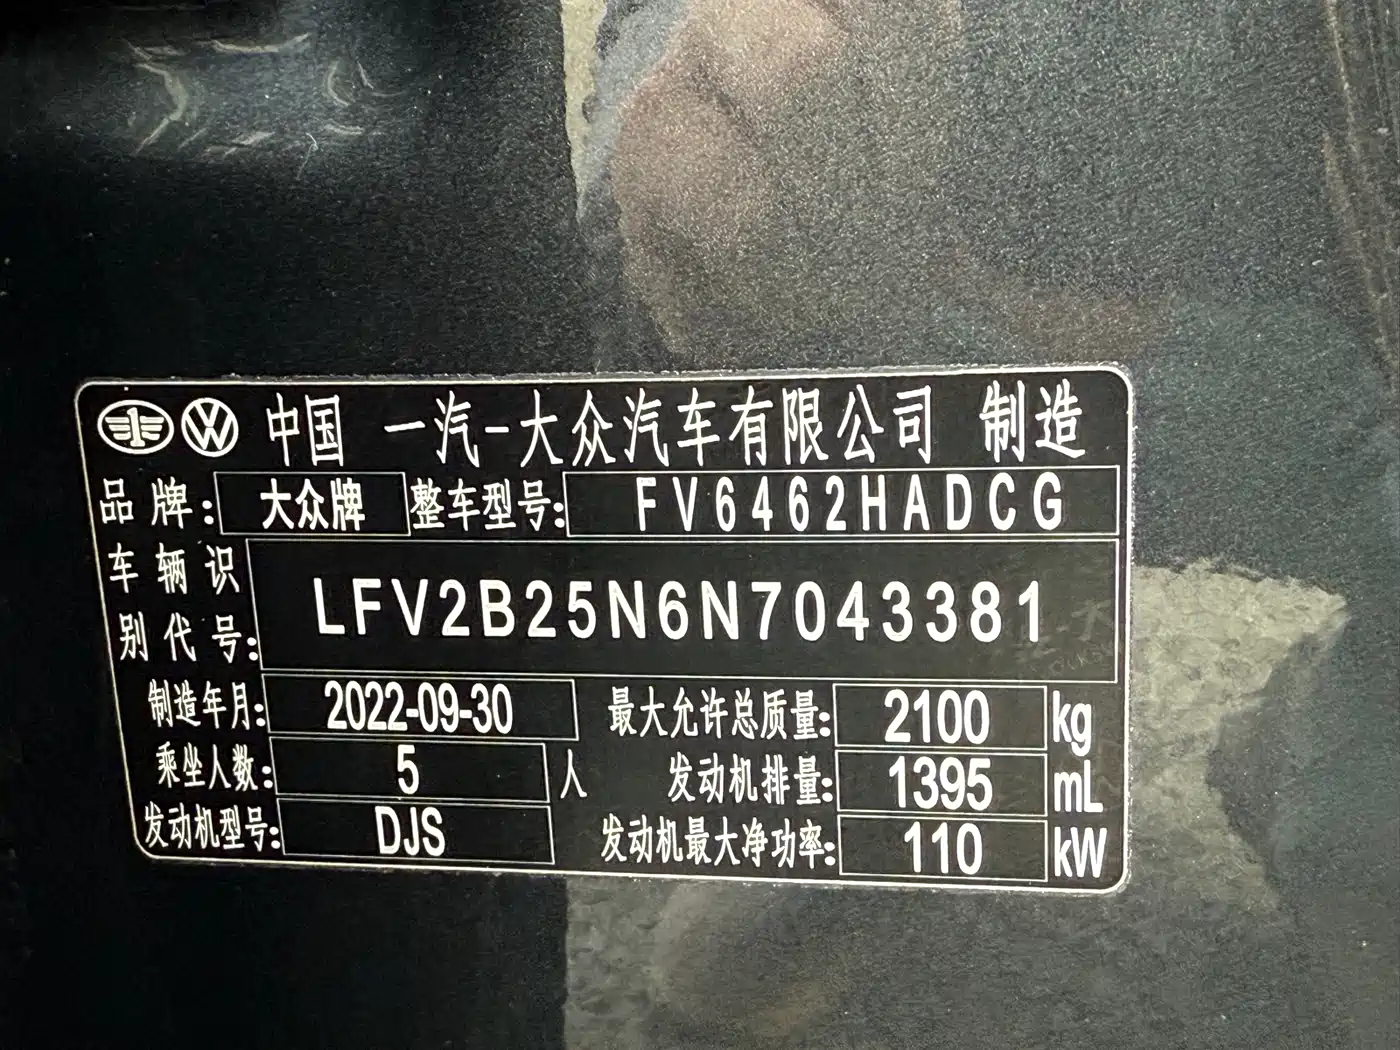 中国 一汽-大众汽车有限公司 制造
品牌: 大众牌 整车型号: FV6462HADCG
车辆识别代号: LFV2B25N6N7043381
制造年月: 2022-09-30 最大允许总质量: 2100 kg
乘坐人数: 5 人 发动机排量: 1395 mL
发动机型号: DJS 发动机最大净功率: 110 kW